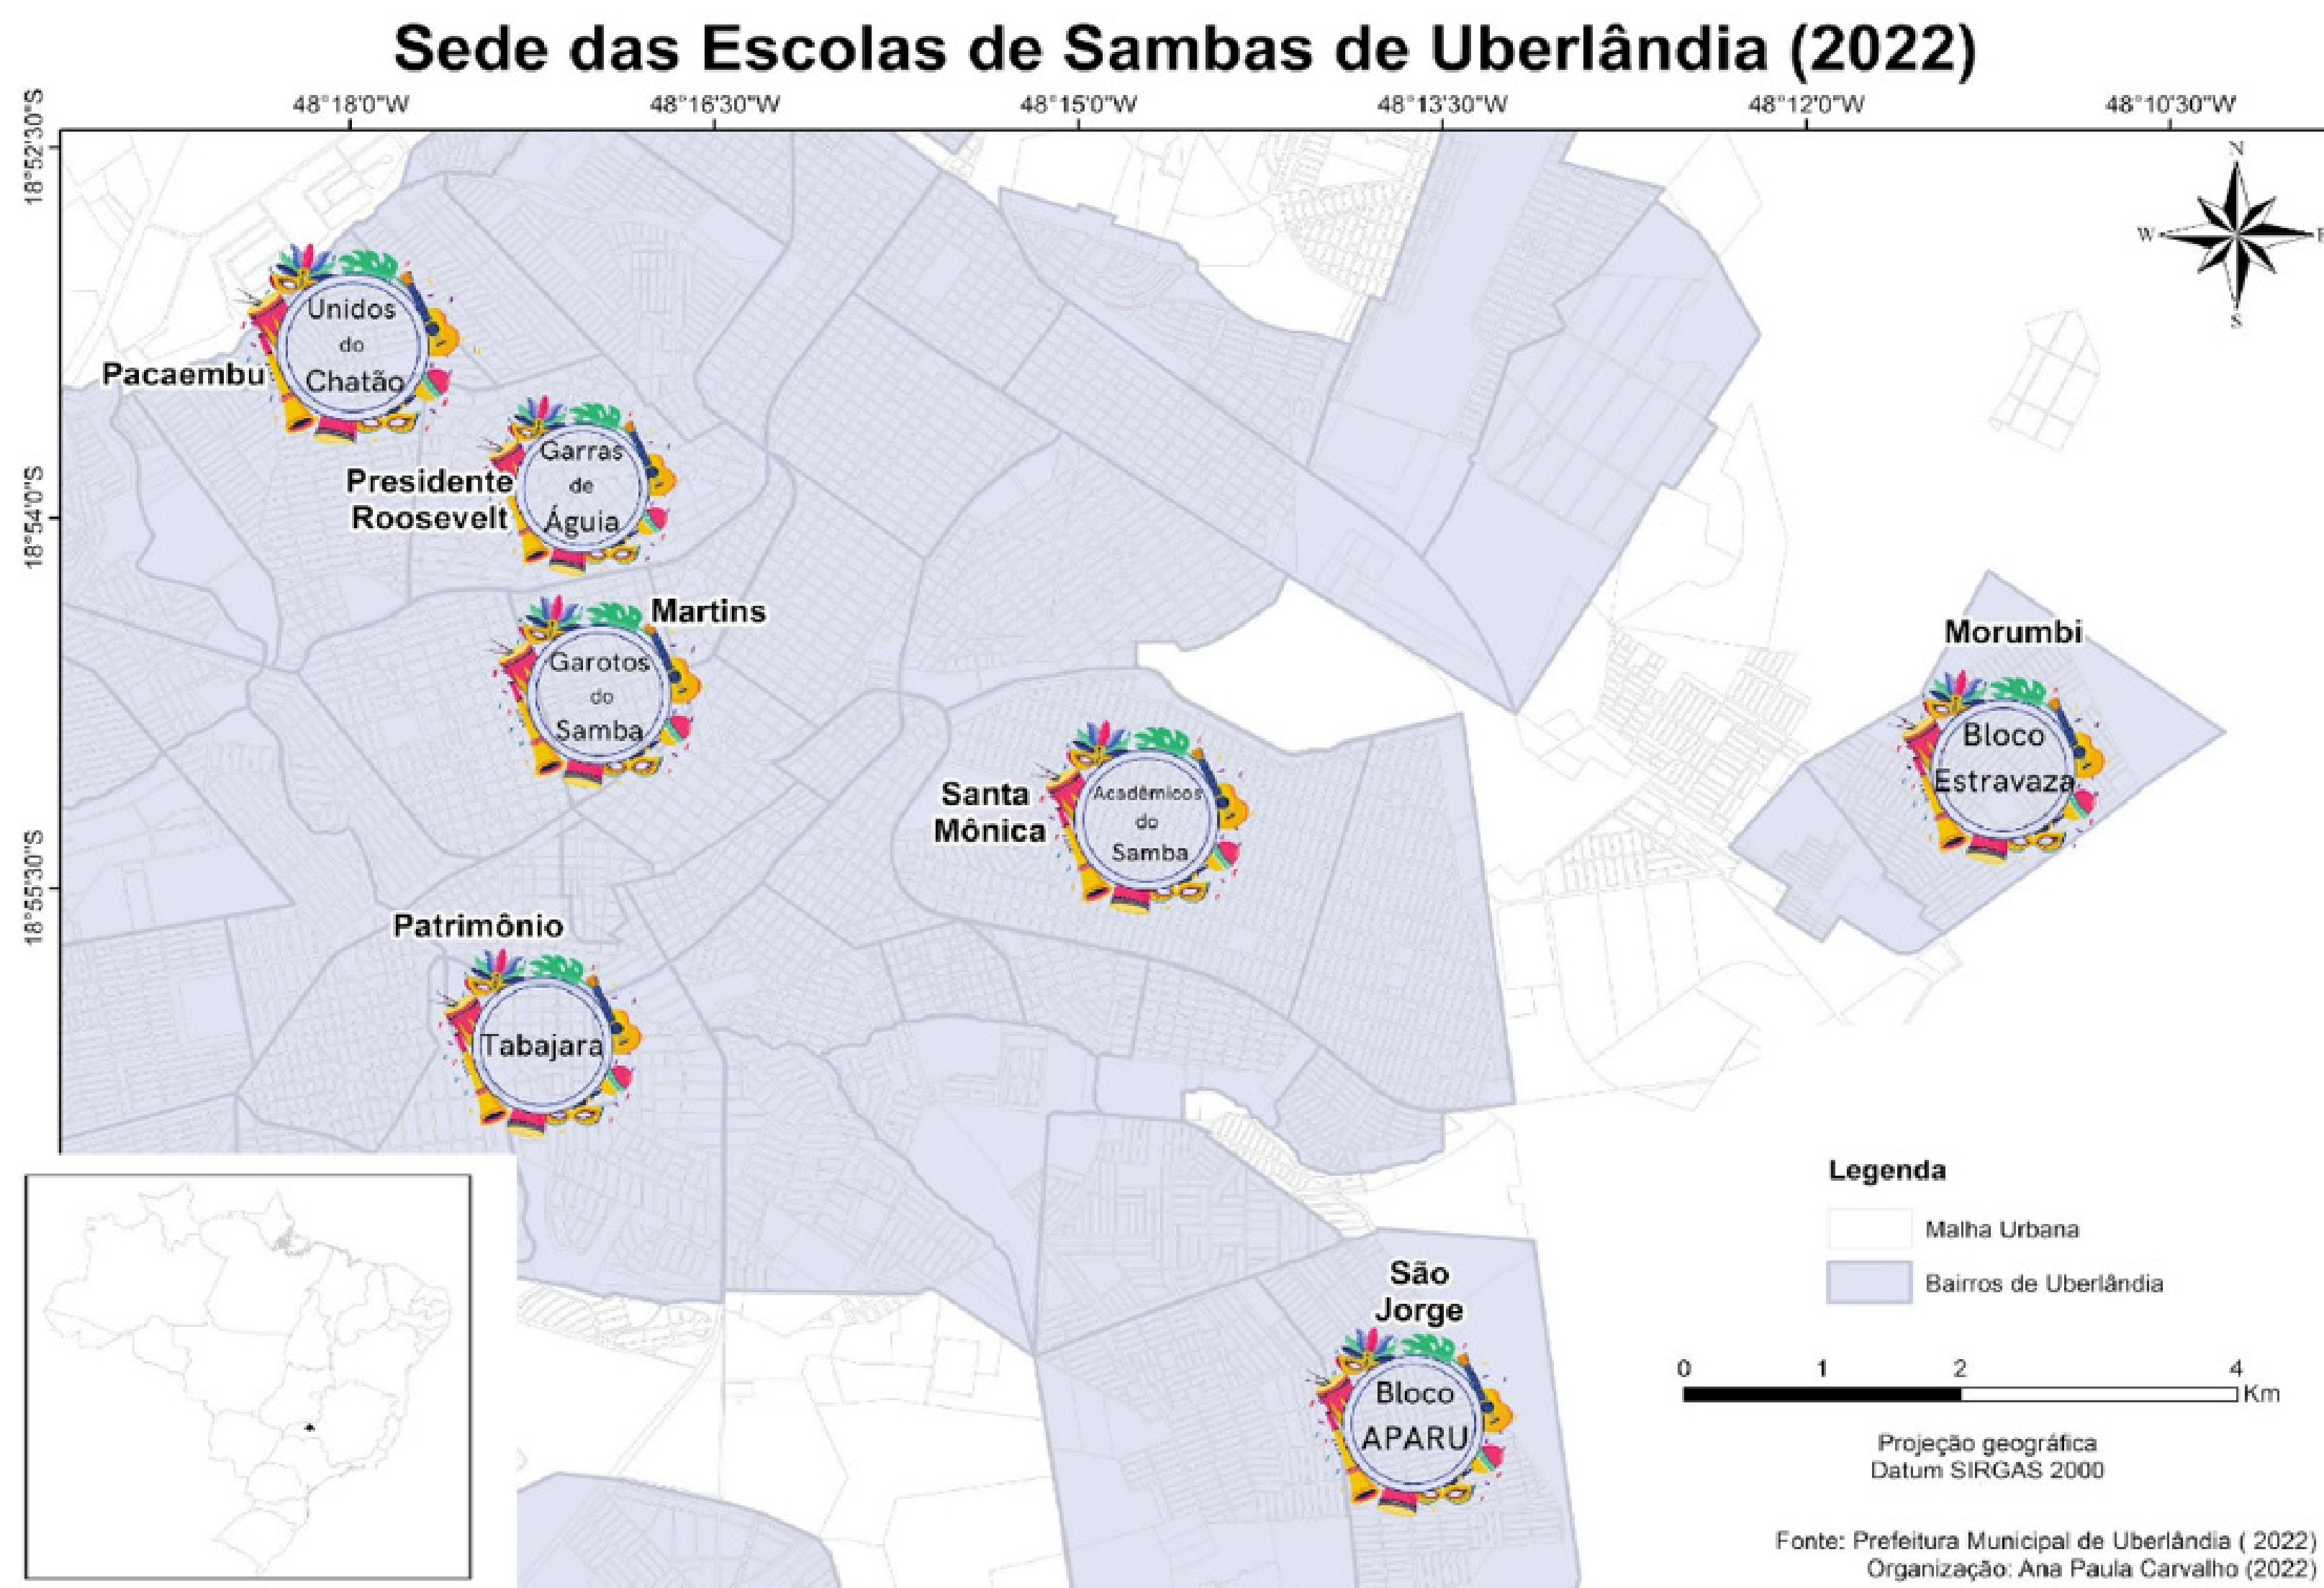 Sede das Escolas de Sambas de Uberlândia (2022)
48°18'0"W
48°16'30"W
48°15'0"W
48°13'30"W
48°12'0"W
48°10'30"W
18°52'30"S
18°54'0"S
18°55'30"S
N
W
E
S
Unidos
do
Chatão
Pacaembu
Garras
de
Águia
Presidente
Roosevelt
Martins
Garotos
do
Samba
Morumbi
Bloco
Estravaza
Santa
Mônica
Acadêmicos
do
Samba
Patrimônio
Tabajara
São
Jorge
Bloco
APARU
Legenda
Malha Urbana
Bairros de Uberlândia
0 1 2 4
Km
Projeção geográfica
Datum SIRGAS 2000
Fonte: Prefeitura Municipal de Uberlândia ( 2022)
Organização: Ana Paula Carvalho (2022)